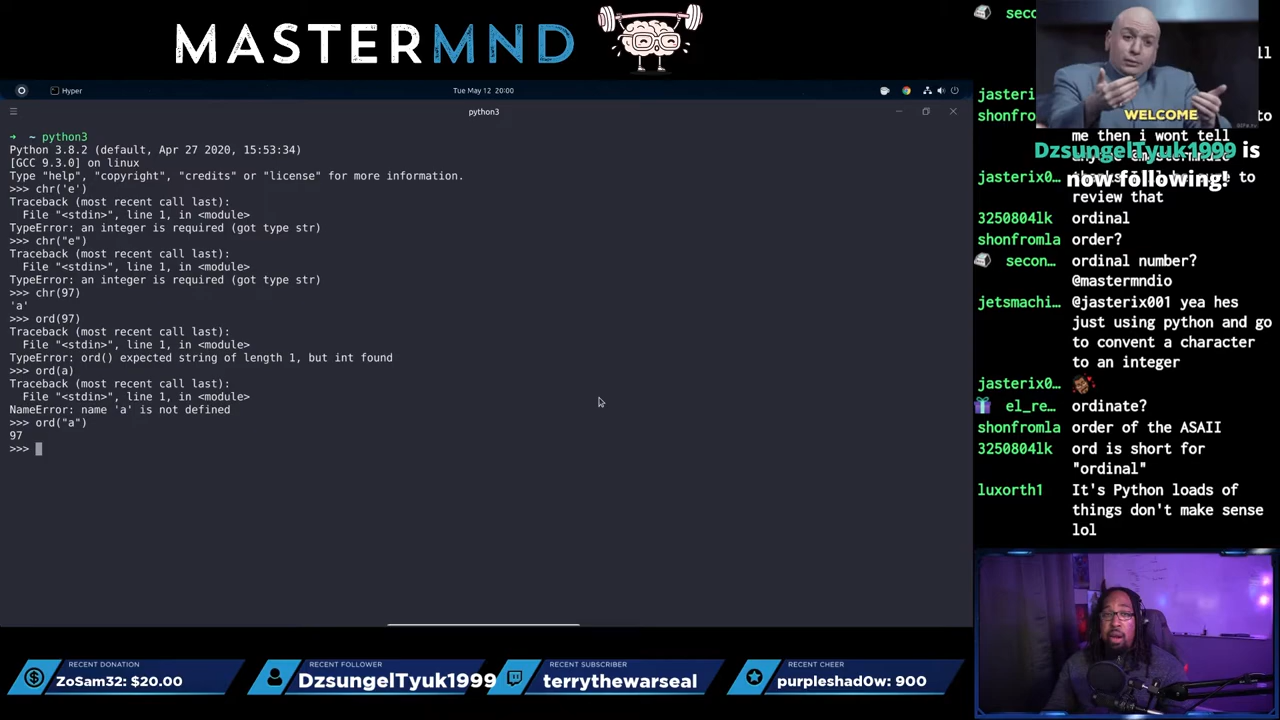 MASTERMND
Hyper
Tue May 12 20:00
python3
➜ ~ python3
Python 3.8.2 (default, Apr 27 2020, 15:53:34)
[GCC 9.3.0] on linux
Type "help", "copyright", "credits" or "license" for more information.
>>> chr('e')
Traceback (most recent call last):
File "<stdin>", line 1, in <module>
TypeError: an integer is required (got type str)
>>> chr("e")
Traceback (most recent call last):
File "<stdin>", line 1, in <module>
TypeError: an integer is required (got type str)
>>> chr(97)
'a'
>>> ord(97)
Traceback (most recent call last):
File "<stdin>", line 1, in <module>
TypeError: ord() expected string of length 1, but int found
>>> ord(a)
Traceback (most recent call last):
File "<stdin>", line 1, in <module>
NameError: name 'a' is not defined
>>> ord("a")
97
>>>
WELCOME
DzsungelTyuk1999 is
now following!
me then i wont tell
jasterix0…
review that
3250804lk ordinal
shonfromla order?
secon… ordinal number?
@mastermndio
jetsmachi… @jasterix001 yea hes
just using python and go
to convent a character
to an integer
jasterix0…
el_re… ordinate?
shonfromla order of the ASAII
3250804lk ord is short for
"ordinal"
luxorth1 It's Python loads of
things don't make sense
lol
RECENT DONATION
ZoSam32: $20.00
RECENT FOLLOWER
DzsungelTyuk1999
RECENT SUBSCRIBER
terrythewarseal
RECENT CHEER
purpleshad0w: 900